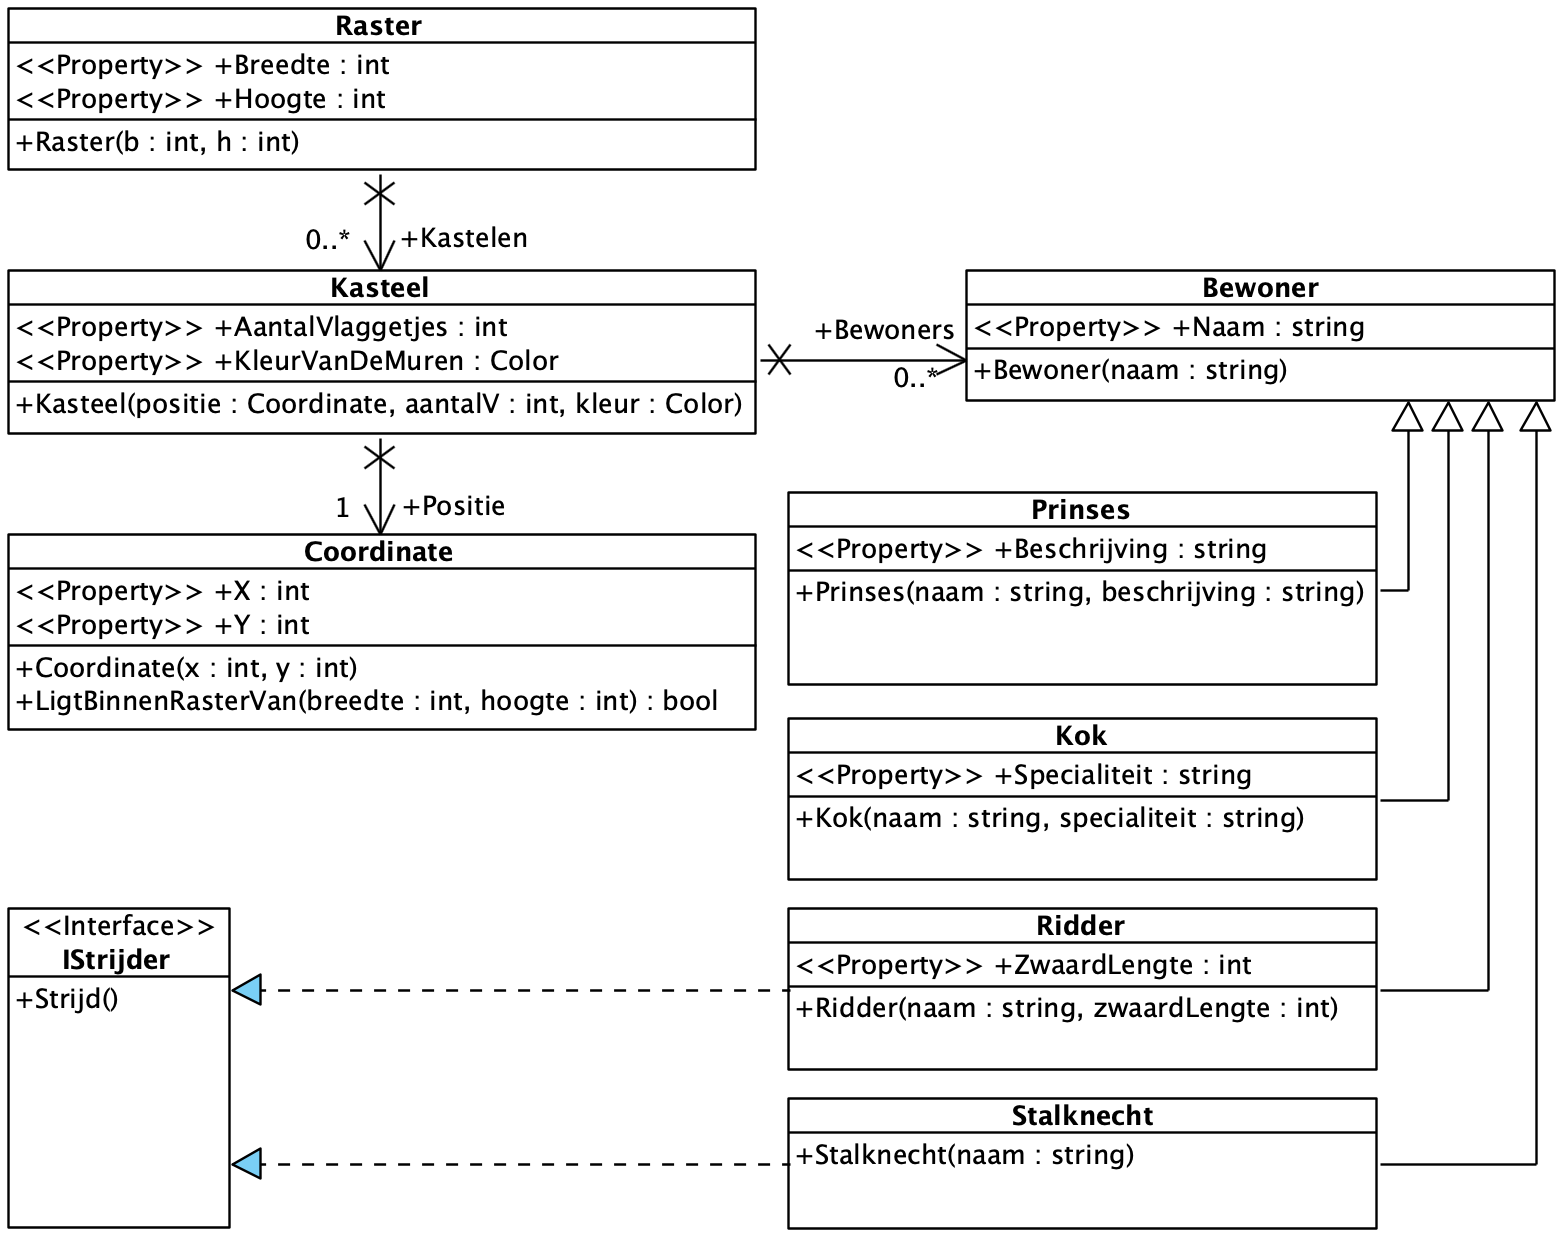 Raster
<<Property>> +Breedte : int
<<Property>> +Hoogte : int
+Raster(b : int, h : int)
0..*
+Kastelen
Kasteel
<<Property>> +AantalVlaggetjes : int
<<Property>> +KleurVanDeMuren : Color
+Kasteel(positie : Coordinate, aantalV : int, kleur : Color)
+Bewoners
0..*
Bewoner
<<Property>> +Naam : string
+Bewoner(naam : string)
1
+Positie
Coordinate
<<Property>> +X : int
<<Property>> +Y : int
+Coordinate(x : int, y : int)
+LigtBinnenRasterVan(breedte : int, hoogte : int) : bool
Prinses
<<Property>> +Beschrijving : string
+Prinses(naam : string, beschrijving : string)
Kok
<<Property>> +Specialiteit : string
+Kok(naam : string, specialiteit : string)
<<Interface>>
IStrijder
+Strijd()
Ridder
<<Property>> +ZwaardLengte : int
+Ridder(naam : string, zwaardLengte : int)
Stalknecht
+Stalknecht(naam : string)